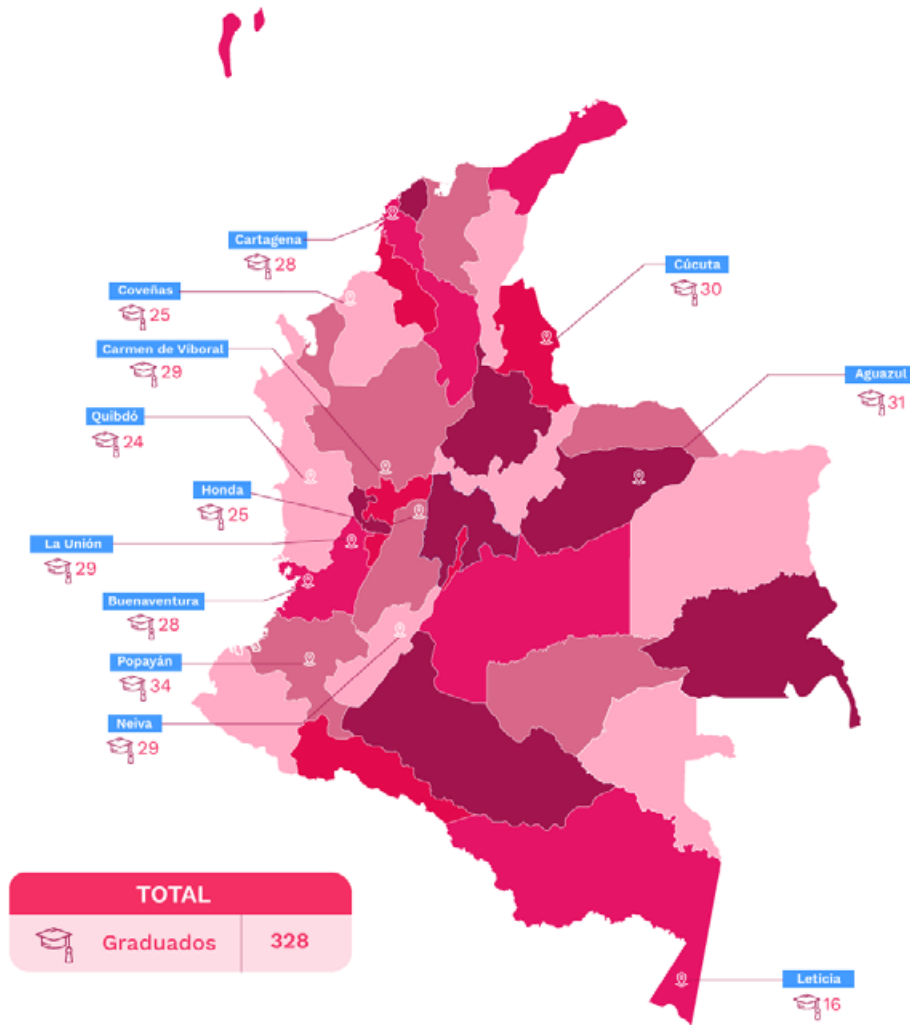 Cartagena
28
Coveñas
25
Carmen de Viboral
29
Quibdó
24
Honda
25
La Unión
29
Buenaventura
28
Popayán
34
Neiva
29
Cúcuta
30
Aguazul
31
TOTAL
Graduados 328
Leticia
16